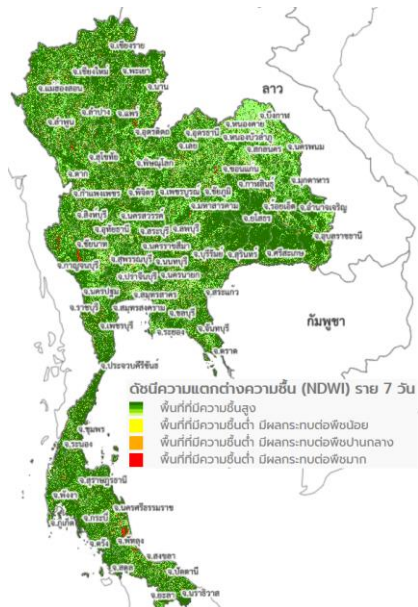 จ.เชียงราย
จ.เชียงใหม่ จ.พะเยา
จ.แม่ฮ่องสอน จ.น่าน
ลาว
จ.ลำปาง จ.แพร่
จ.บึงกาฬ
จ.ลำพูน
จ.หนองคาย
จ.อุตรดิตถ์ จ.อุดรธานี
จ.หนองบัวลำภู
จ.เลย จ.สกลนคร จ.นครพนม
จ.สุโขทัย จ.พิษณุโลก
จ.ขอนแก่น
จ.ตาก จ.กาฬสินธุ์ จ.มุกดาหาร
จ.กำแพงเพชร จ.พิจิตร จ.เพชรบูรณ์ จ.ชัยภูมิ
จ.มหาสารคาม จ.ร้อยเอ็ด จ.อำนาจเจริญ
จ.สิงห์บุรี จ.นครสวรรค์ จ.ยโสธร
จ.อุทัยธานี จ.สระบุรี จ.ลพบุรี
จ.อุบลราชธานี
จ.ชัยนาท จ.นครราชสีมา
จ.กาญจนบุรี จ.สุพรรณบุรี จ.นนทบุรี จ.บุรีรัมย์ จ.สุรินทร์ จ.ศรีสะเกษ
จ.ปราจีนบุรี จ.นครนายก
จ.นครปฐม จ.สมุทรสาคร จ.สระแก้ว
จ.ราชบุรี จ.สมุทรสงคราม จ.ชลบุรี
จ.เพชรบุรี จ.ระยอง จ.จันทบุรี
กัมพูชา
จ.ตราด
จ.ประจวบคีรีขันธ์
ดัชนีความแตกต่างความชื้น (NDWI) ราย 7 วัน
พื้นที่ที่มีความชื้นสูง
พื้นที่ที่มีความชื้นต่ำ มีผลกระทบต่อพืชน้อย
พื้นที่ที่มีความชื้นต่ำ มีผลกระทบต่อพืชปานกลาง
พื้นที่ที่มีความชื้นต่ำ มีผลกระทบต่อพืชมาก
จ.ชุมพร
จ.ระนอง
จ.สุราษฎร์ธานี
จ.พังงา
จ.นครศรีธรรมราช
จ.ภูเก็ต จ.กระบี่
จ.ตรัง จ.พัทลุง
จ.สงขลา
จ.สตูล จ.ปัตตานี
จ.ยะลา จ.นราธิวาส